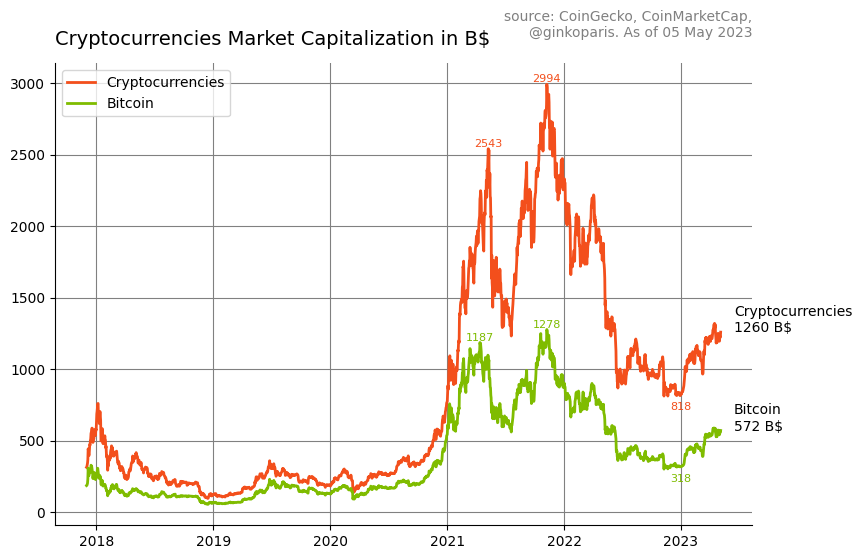 source: CoinGecko, CoinMarketCap,
@ginkoparis. As of 05 May 2023
Cryptocurrencies Market Capitalization in B$
Cryptocurrencies
Bitcoin
3000
2500
2000
1500
1000
500
0
2994
2543
1187
1278
818
318
Cryptocurrencies
1260 B$
Bitcoin
572 B$
2018 2019 2020 2021 2022 2023